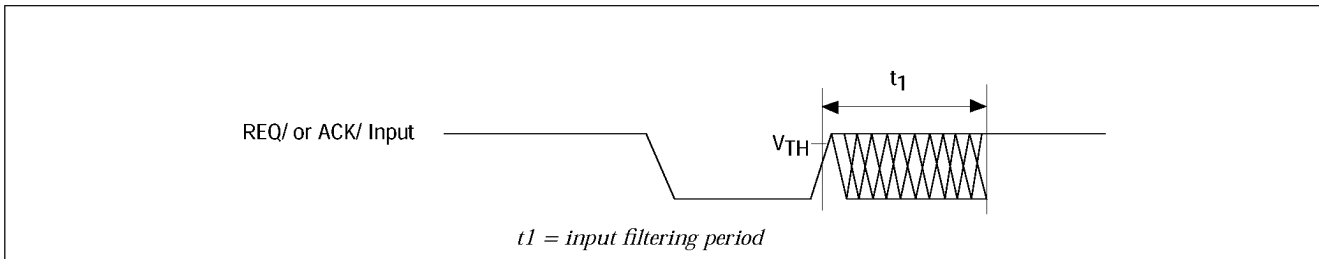 t1
REQ/ or ACK/ Input
VTH
t1 = input filtering period